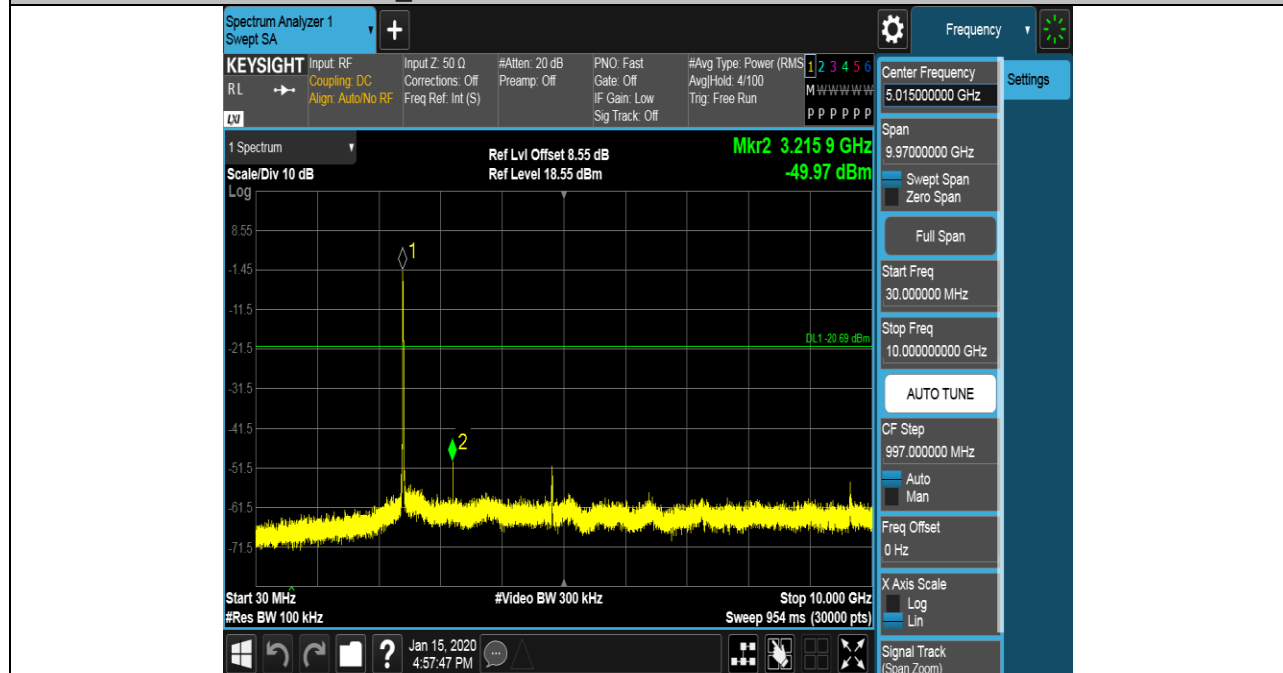 Spectrum Analyzer 1
Swept SA
+
Frequency
KEYSIGHT
Input: RF
Input Z: 50 Ω
#Atten: 20 dB
PNO: Fast
#Avg Type: Power (RMS
1 2 3 4 5 6
R L
Coupling: DC
Corrections: Off
Preamp: Off
Gate: Off
Avg|Hold: 4/100
M W W W W W
Align: Auto/No RF
Freq Ref: Int (S)
IF Gain: Low
Trig: Free Run
LXI
Sig Track: Off
P P P P P P
1 Spectrum
Ref Lvl Offset 8.55 dB
Mkr2 3.215 9 GHz
Scale/Div 10 dB
Ref Level 18.55 dBm
-49.97 dBm
Log
8.55
1
-1.45
-11.5
DL1 -20.69 dBm
-21.5
-31.5
-41.5
2
-51.5
-61.5
-71.5
Start 30 MHz
#Video BW 300 kHz
Stop 10.000 GHz
#Res BW 100 kHz
Sweep 954 ms (30000 pts)
?
Jan 15, 2020
4:57:47 PM
Center Frequency
5.015000000 GHz
Settings
Span
9.97000000 GHz
Swept Span
Zero Span
Full Span
Start Freq
30.000000 MHz
Stop Freq
10.000000000 GHz
AUTO TUNE
CF Step
997.000000 MHz
Auto
Man
Freq Offset
0 Hz
X Axis Scale
Log
Lin
Signal Track
(Span Zoom)